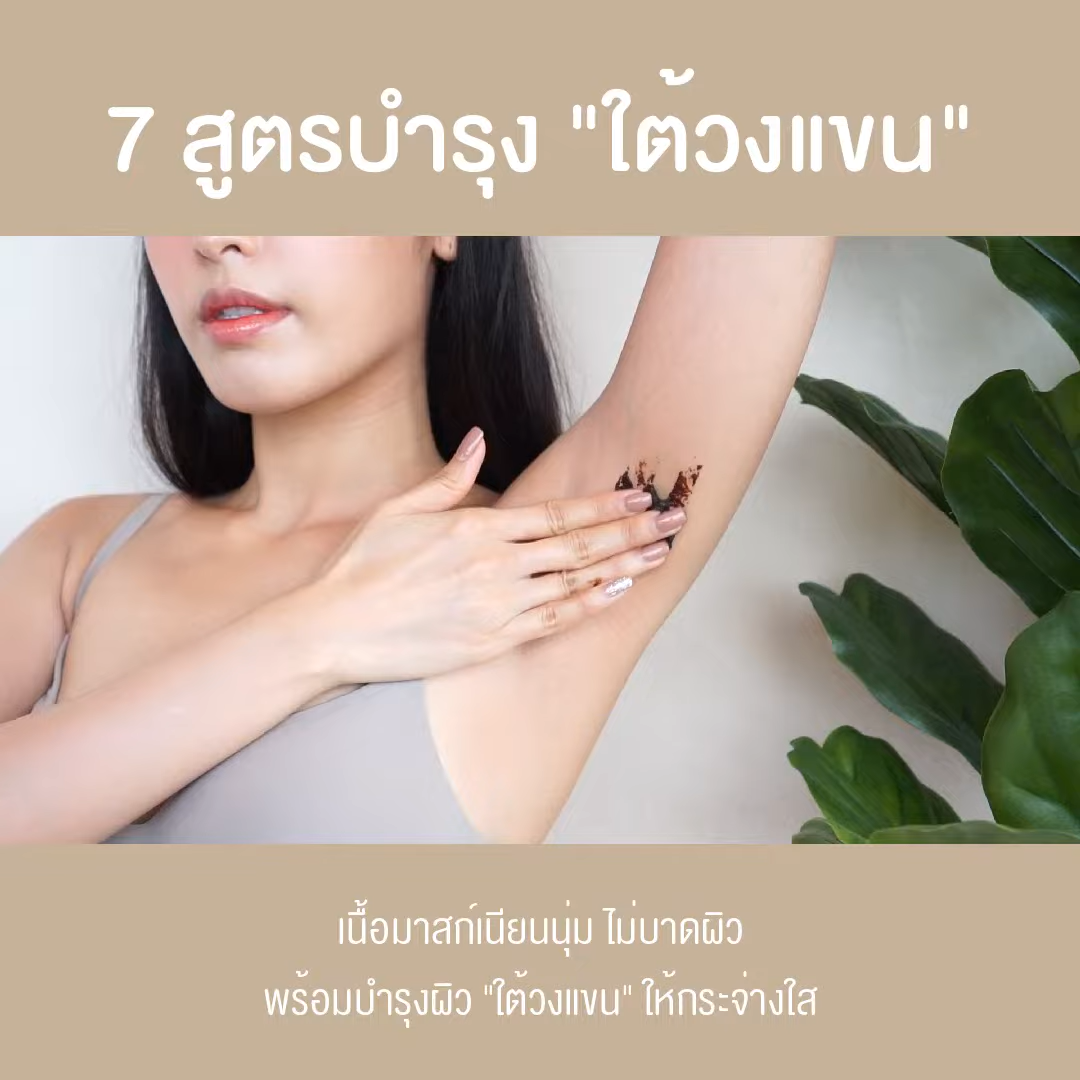 7 สูตรบำรุง "ใต้วงแขน"
เนื้อมาสก์เนียนนุ่ม ไม่บาดผิว
พร้อมบำรุงผิว "ใต้วงแขน" ให้กระจ่างใส